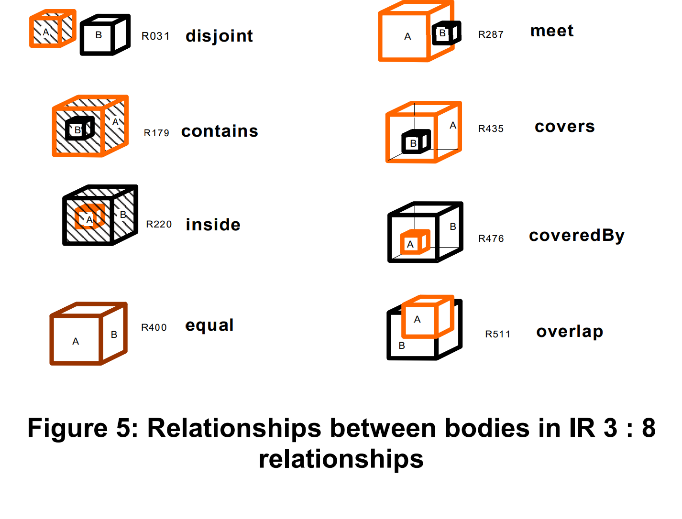 A B R031 disjoint
A B R287 meet
B A R179 contains
B A R435 covers
A B R220 inside
A B R476 coveredBy
A B R400 equal
A B R511 overlap
Figure 5: Relationships between bodies in IR 3 : 8
relationships